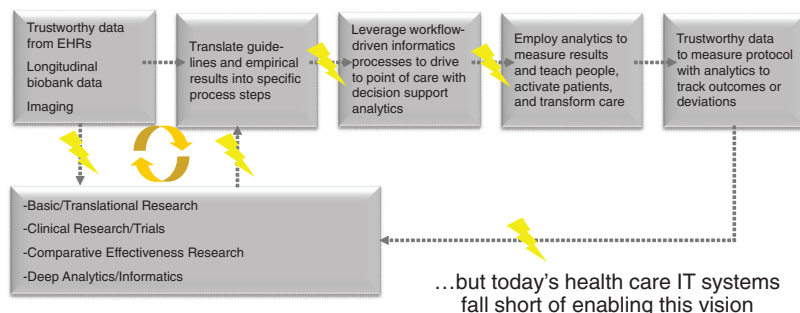 Trustworthy data
from EHRs
Longitudinal
biobank data
Imaging
Translate guide-
lines and empirical
results into specific
process steps
Leverage workflow-
driven informatics
processes to drive
to point of care with
decision support
analytics
Employ analytics to
measure results
and teach people,
activate patients,
and transform care
Trustworthy data
to measure protocol
with analytics to
track outcomes or
deviations
-Basic/Translational Research
-Clinical Research/Trials
-Comparative Effectiveness Research
-Deep Analytics/Informatics
…but today’s health care IT systems
fall short of enabling this vision